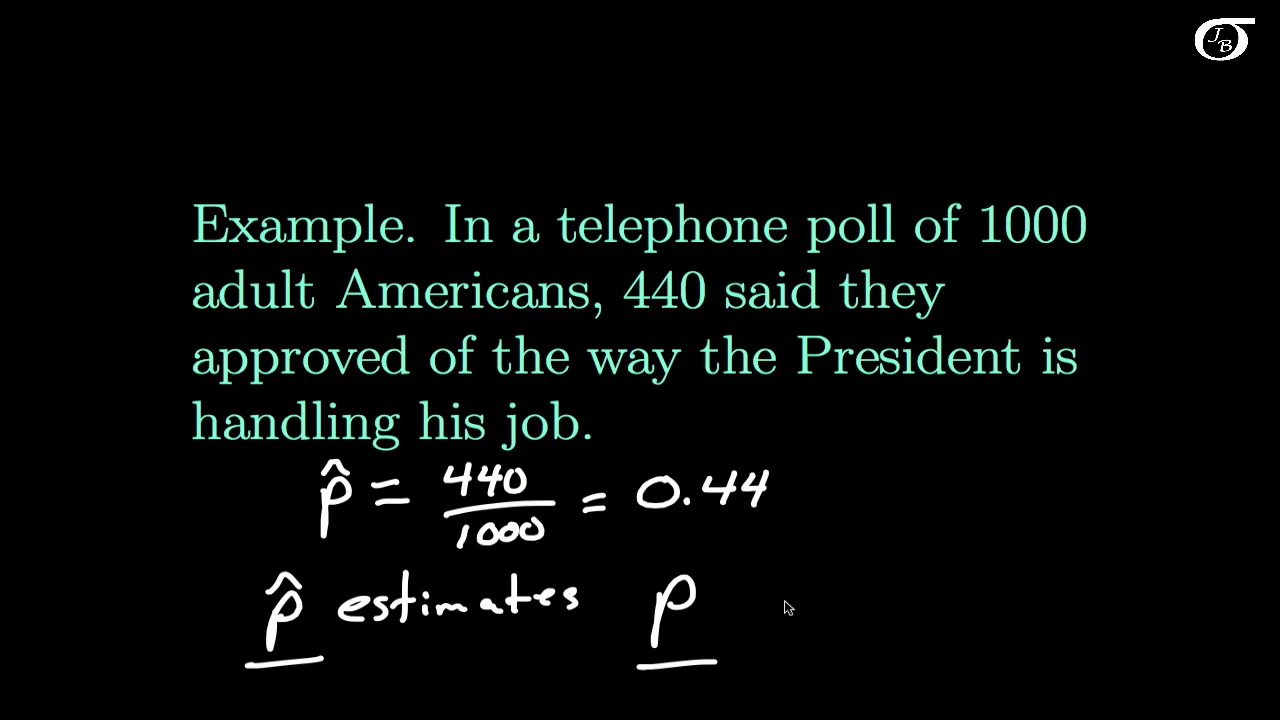 J
B
Example. In a telephone poll of 1000
adult Americans, 440 said they
approved of the way the President is
handling his job.
p̂ = 440/1000 = 0.44
p̂ estimates p